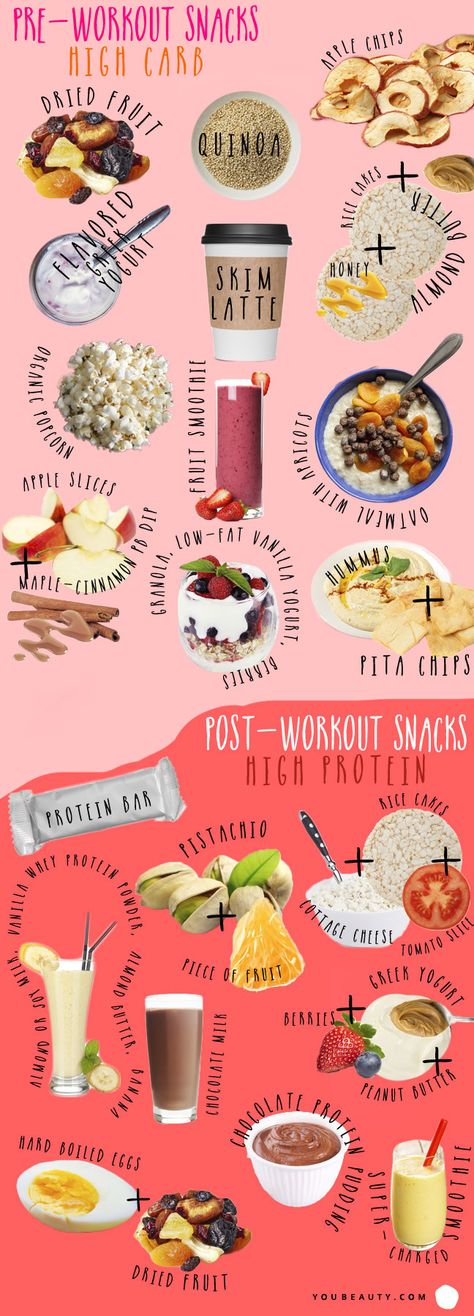 PRE-WORKOUT SNACKS
HIGH CARB
DRIED FRUIT
QUINOA
APPLE CHIPS
FLAVORED
GREEK
YOGURT
SKIM
LATTE
RICE CAKES
+
ALMOND BUTTER
+
HONEY
ORGANIC POPCORN
FRUIT SMOOTHIE
OATMEAL WITH APRICOTS
APPLE SLICES
+
MAPLE-CINNAMON PB DIP
GRANOLA, LOW-FAT VANILLA YOGURT, BERRIES
HUMMUS
+
PITA CHIPS
POST-WORKOUT SNACKS
HIGH PROTEIN
PROTEIN BAR
PISTACHIO
+
PIECE OF FRUIT
RICE CAKES
+
+
COTTAGE CHEESE
TOMATO SLICE
ALMOND OR SOY MILK, VANILLA WHEY PROTEIN POWDER, ALMOND BUTTER, BANANA
CHOCOLATE MILK
GREEK YOGURT
+
BERRIES
+
PEANUT BUTTER
CHOCOLATE PROTEIN PUDDING
SUPER-
CHARGED
SMOOTHIE
HARD BOILED EGGS
+
DRIED FRUIT
YOUBEAUTY.COM